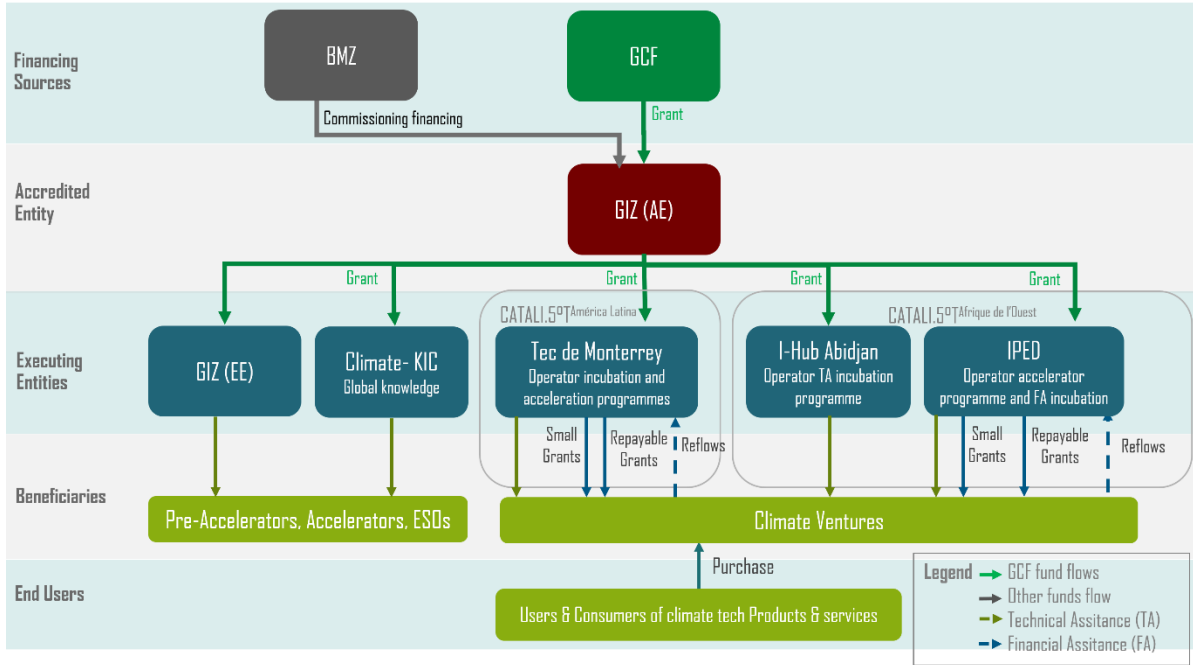 Financing
Sources
BMZ
GCF
Commissioning financing
Grant
Accredited
Entity
GIZ (AE)
Grant
Grant
Grant
Grant
CATALI.5ºT América Latina
CATALI.5ºT Afrique de l'Ouest
Executing
Entities
GIZ (EE)
Climate- KIC
Global knowledge
Tec de Monterrey
Operator incubation and
acceleration programmes
I-Hub Abidjan
Operator TA incubation
programme
IPED
Operator accelerator
programme and FA incubation
Small
Grants
Repayable
Grants
Reflows
Small
Grants
Repayable
Grants
Reflows
Beneficiaries
Pre-Accelerators, Accelerators, ESOs
Climate Ventures
Purchase
End Users
Users & Consumers of climate tech Products & services
Legend
GCF fund flows
Other funds flow
Technical Assitance (TA)
Financial Assitance (FA)